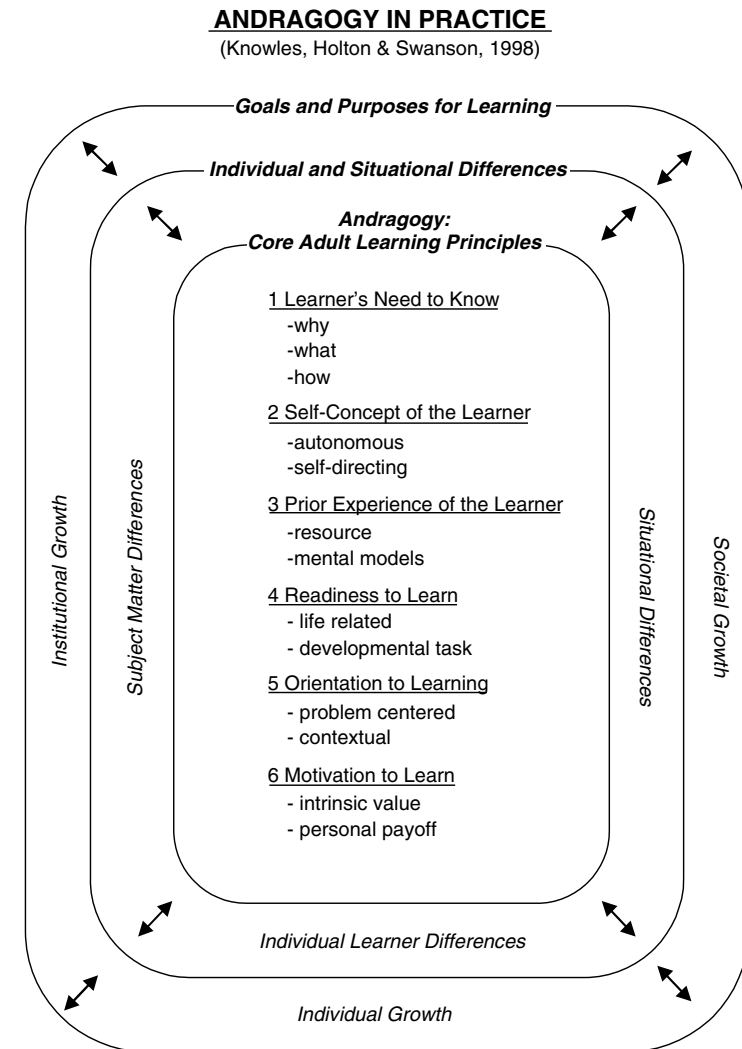 ANDRAGOGY IN PRACTICE
(Knowles, Holton & Swanson, 1998)
Goals and Purposes for Learning
Individual and Situational Differences
Andragogy:
Core Adult Learning Principles
1 Learner's Need to Know
-why
-what
-how
2 Self-Concept of the Learner
-autonomous
-self-directing
3 Prior Experience of the Learner
-resource
-mental models
4 Readiness to Learn
- life related
- developmental task
5 Orientation to Learning
- problem centered
- contextual
6 Motivation to Learn
- intrinsic value
- personal payoff
Institutional Growth
Subject Matter Differences
Situational Differences
Societal Growth
Individual Learner Differences
Individual Growth